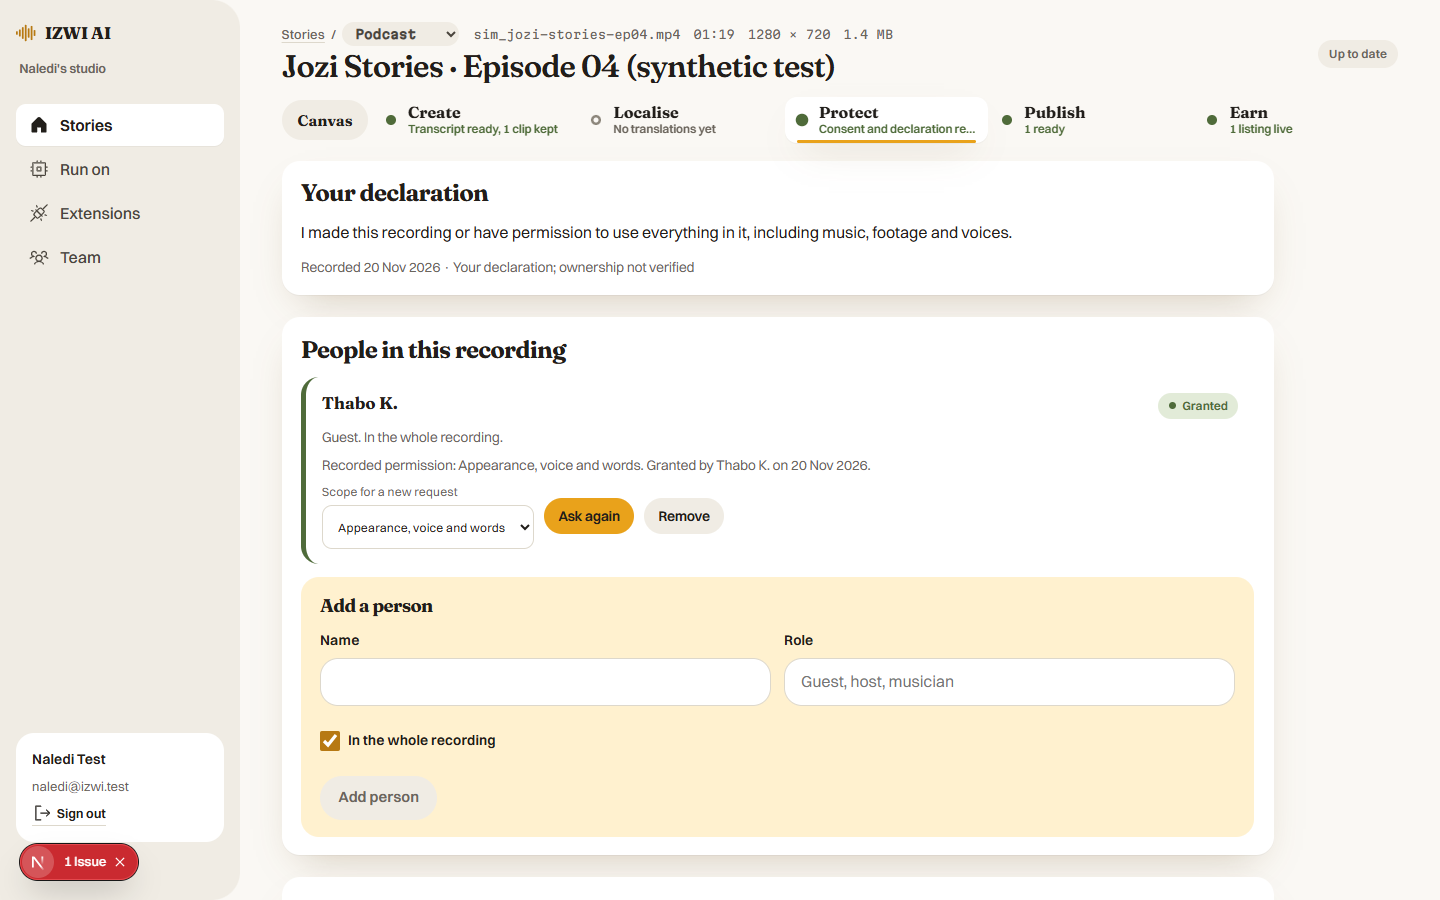 IZWI AI
Naledi's studio
Stories
Run on
Extensions
Team
Naledi Test
naledi@izwi.test
Sign out
N 1 Issue
Stories / Podcast sim_jozi-stories-ep04.mp4 01:19 1280 × 720 1.4 MB
Jozi Stories · Episode 04 (synthetic test)
Up to date
Canvas
Create
Transcript ready, 1 clip kept
Localise
No translations yet
Protect
Consent and declaration re...
Publish
1 ready
Earn
1 listing live
Your declaration
I made this recording or have permission to use everything in it, including music, footage and voices.
Recorded 20 Nov 2026 · Your declaration; ownership not verified
People in this recording
Thabo K.
Granted
Guest. In the whole recording.
Recorded permission: Appearance, voice and words. Granted by Thabo K. on 20 Nov 2026.
Scope for a new request
Appearance, voice and words
Ask again
Remove
Add a person
Name
Role
Guest, host, musician
In the whole recording
Add person